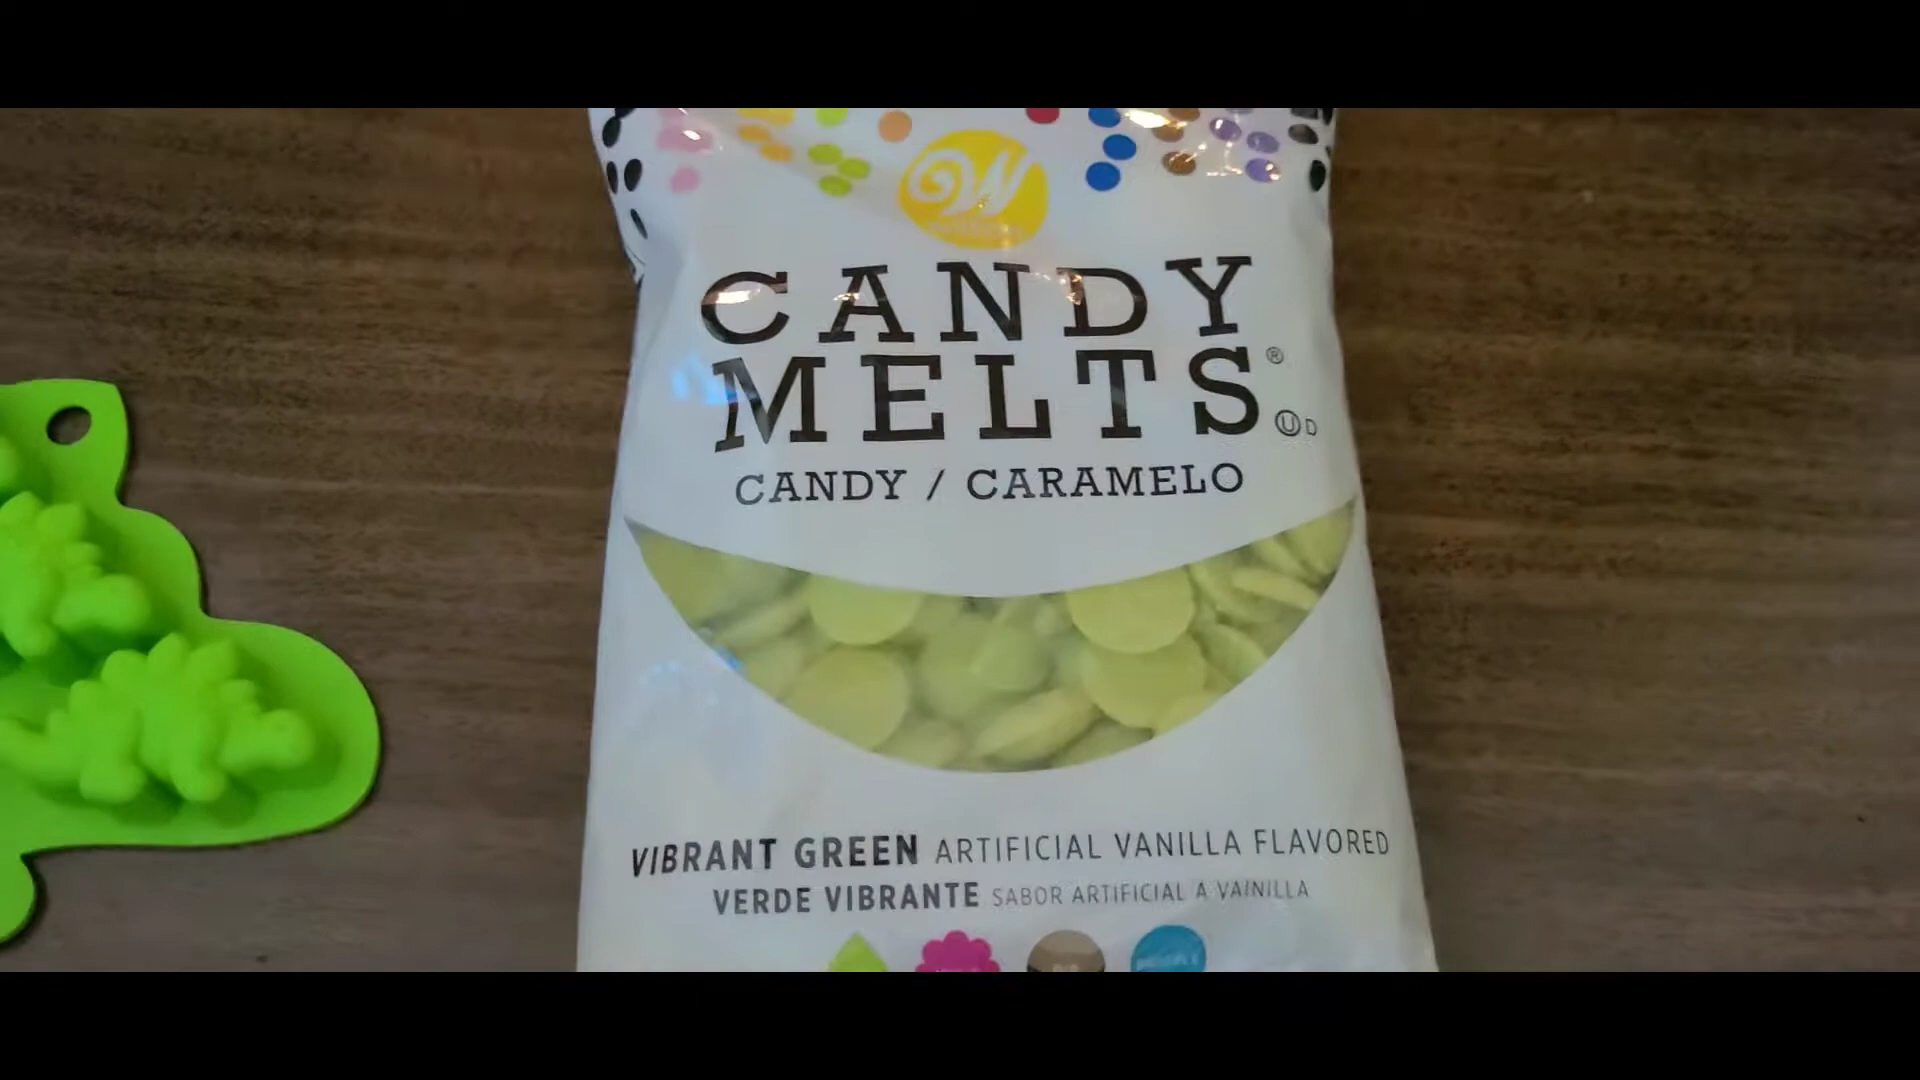 W
CANDY
MELTS®
Ⓤ D
CANDY / CARAMELO
VIBRANT GREEN ARTIFICIAL VANILLA FLAVORED
VERDE VIBRANTE SABOR ARTIFICIAL A VAINILLA